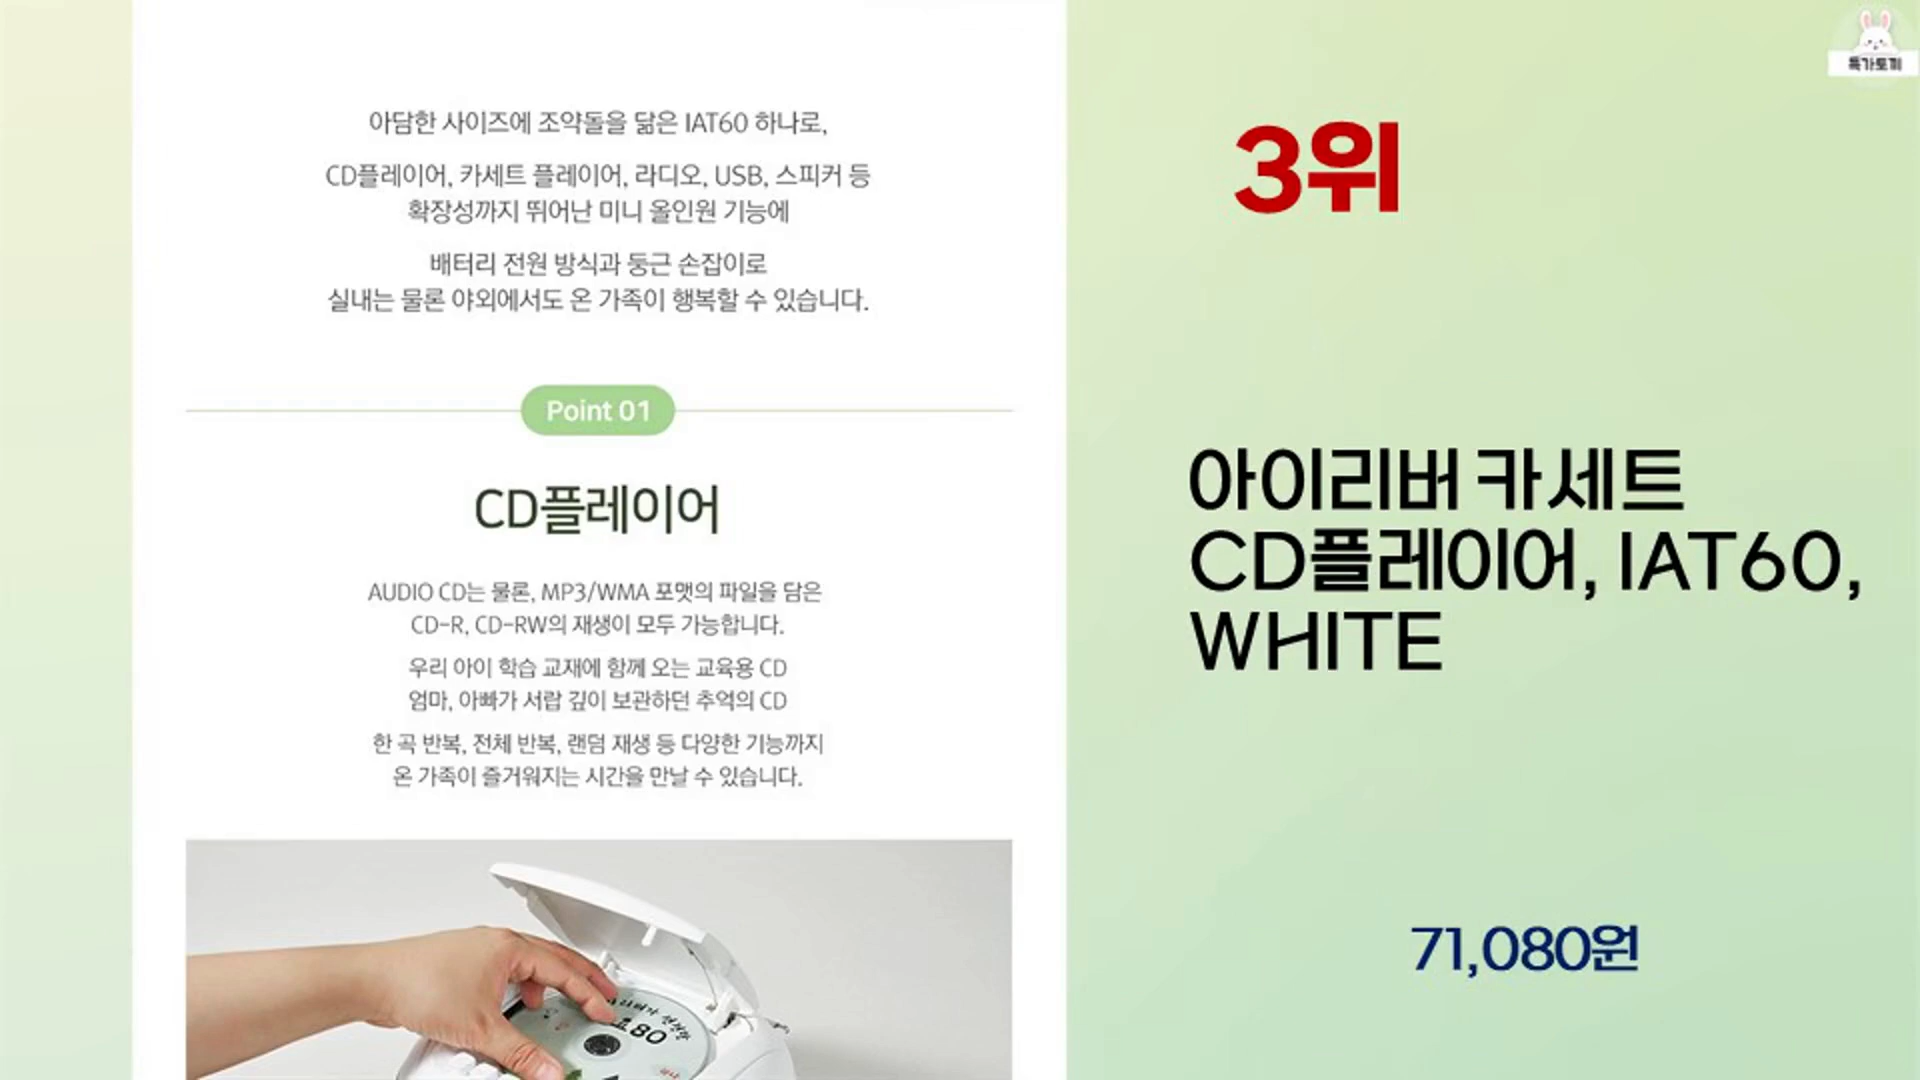 아담한 사이즈에 조약돌을 닮은 IAT60 하나로,
CD플레이어, 카세트 플레이어, 라디오, USB, 스피커 등
확장성까지 뛰어난 미니 올인원 기능에
배터리 전원 방식과 둥근 손잡이로
실내는 물론 야외에서도 온 가족이 행복할 수 있습니다.
Point 01
CD플레이어
AUDIO CD는 물론, MP3/WMA 포맷의 파일을 담은
CD-R, CD-RW의 재생이 모두 가능합니다.
우리 아이 학습 교재에 함께 오는 교육용 CD
엄마, 아빠가 서랍 깊이 보관하던 추억의 CD
한 곡 반복, 전체 반복, 랜덤 재생 등 다양한 기능까지
온 가족이 즐거워지는 시간을 만날 수 있습니다.
80
특가토끼
3위
아이리버 카세트
CD플레이어, IAT60,
WHITE
71,080원